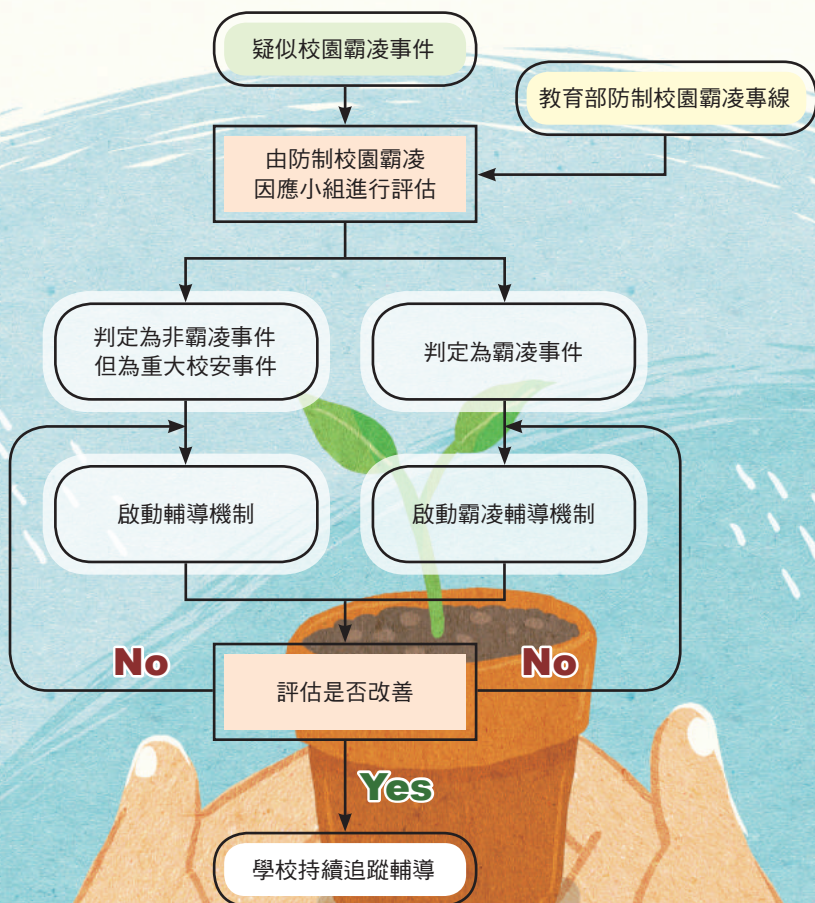 疑似校園霸凌事件
教育部防制校園霸凌專線
由防制校園霸凌
因應小組進行評估
判定為非霸凌事件
但為重大校安事件
判定為霸凌事件
啟動輔導機制
啟動霸凌輔導機制
No
評估是否改善
No
Yes
學校持續追蹤輔導